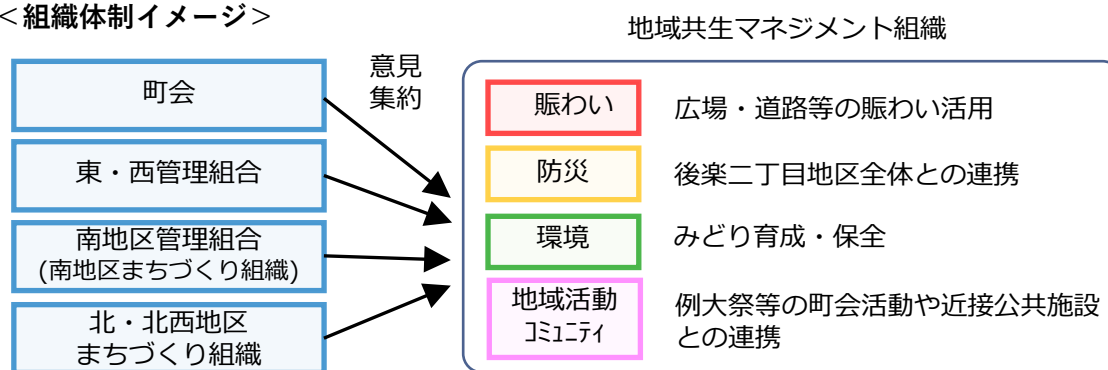 ＜組織体制イメージ＞
地域共生マネジメント組織
町会
東・西管理組合
南地区管理組合
(南地区まちづくり組織)
北・北西地区
まちづくり組織
意見
集約
賑わい
広場・道路等の賑わい活用
防災
後楽二丁目地区全体との連携
環境
みどり育成・保全
地域活動
ｺﾐｭﾆﾃｨ
例大祭等の町会活動や近接公共施設
との連携